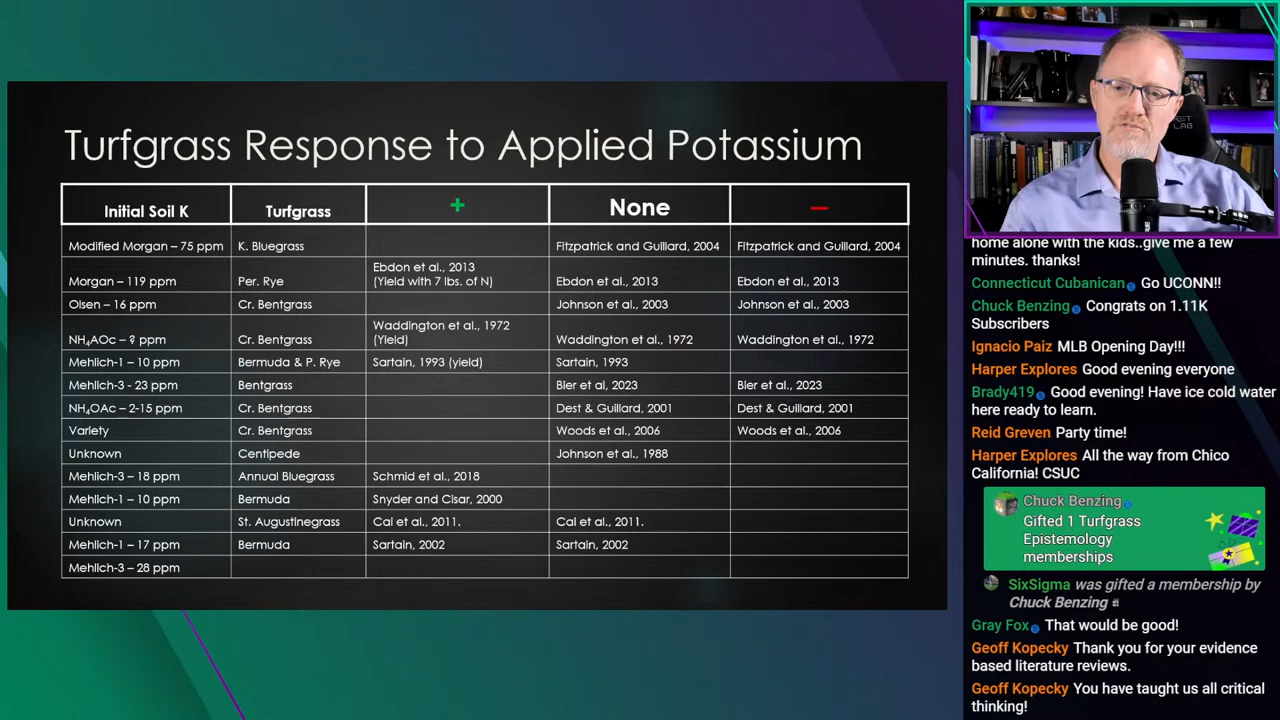 Turfgrass Response to Applied Potassium
Initial Soil K Turfgrass + None —
Modified Morgan – 75 ppm K. Bluegrass Fitzpatrick and Guillard, 2004 Fitzpatrick and Guillard, 2004
Ebdon et al., 2013
Morgan – 119 ppm Per. Rye (Yield with 7 lbs. of N) Ebdon et al., 2013 Ebdon et al., 2013
Olsen – 16 ppm Cr. Bentgrass Johnson et al., 2003 Johnson et al., 2003
Waddington et al., 1972
NH₄AOc – ? ppm Cr. Bentgrass (Yield) Waddington et al., 1972 Waddington et al., 1972
Mehlich-1 – 10 ppm Bermuda & P. Rye Sartain, 1993 (yield) Sartain, 1993
Mehlich-3 - 23 ppm Bentgrass Bier et al, 2023 Bier et al., 2023
NH₄OAc – 2-15 ppm Cr. Bentgrass Dest & Guillard, 2001 Dest & Guillard, 2001
Variety Cr. Bentgrass Woods et al., 2006 Woods et al., 2006
Unknown Centipede Johnson et al., 1988
Mehlich-3 – 18 ppm Annual Bluegrass Schmid et al., 2018
Mehlich-1 – 10 ppm Bermuda Snyder and Cisar, 2000
Unknown St. Augustinegrass Cai et al., 2011. Cai et al., 2011.
Mehlich-1 – 17 ppm Bermuda Sartain, 2002 Sartain, 2002
Mehlich-3 – 28 ppm
LAB
home alone with the kids..give me a few
minutes. thanks!
Connecticut Cubanican Go UCONN!!
Chuck Benzing Congrats on 1.11K
Subscribers
Ignacio Paiz MLB Opening Day!!!
Harper Explores Good evening everyone
Brady419 Good evening! Have ice cold water
here ready to learn.
Reid Greven Party time!
Harper Explores All the way from Chico
California! CSUC
Chuck Benzing
Gifted 1 Turfgrass
Epistemology
memberships
SixSigma was gifted a membership by
Chuck Benzing
Gray Fox That would be good!
Geoff Kopecky Thank you for your evidence
based literature reviews.
Geoff Kopecky You have taught us all critical
thinking!